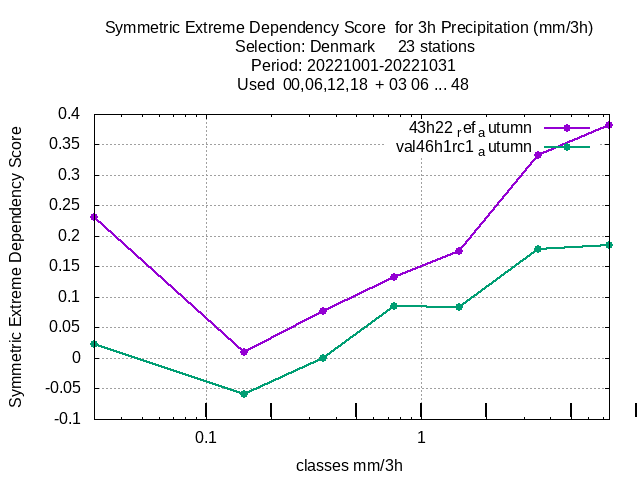 Symmetric Extreme Dependency Score  for 3h Precipitation (mm/3h)
Selection: Denmark     23 stations
Period: 20221001-20221031
Used  00,06,12,18  + 03 06 ... 48
43h22 ref autumn
val46h1rc1 autumn
0.4
0.35
0.3
0.25
0.2
0.15
0.1
0.05
0
-0.05
-0.1
Symmetric Extreme Dependency Score
0.1
1
classes mm/3h